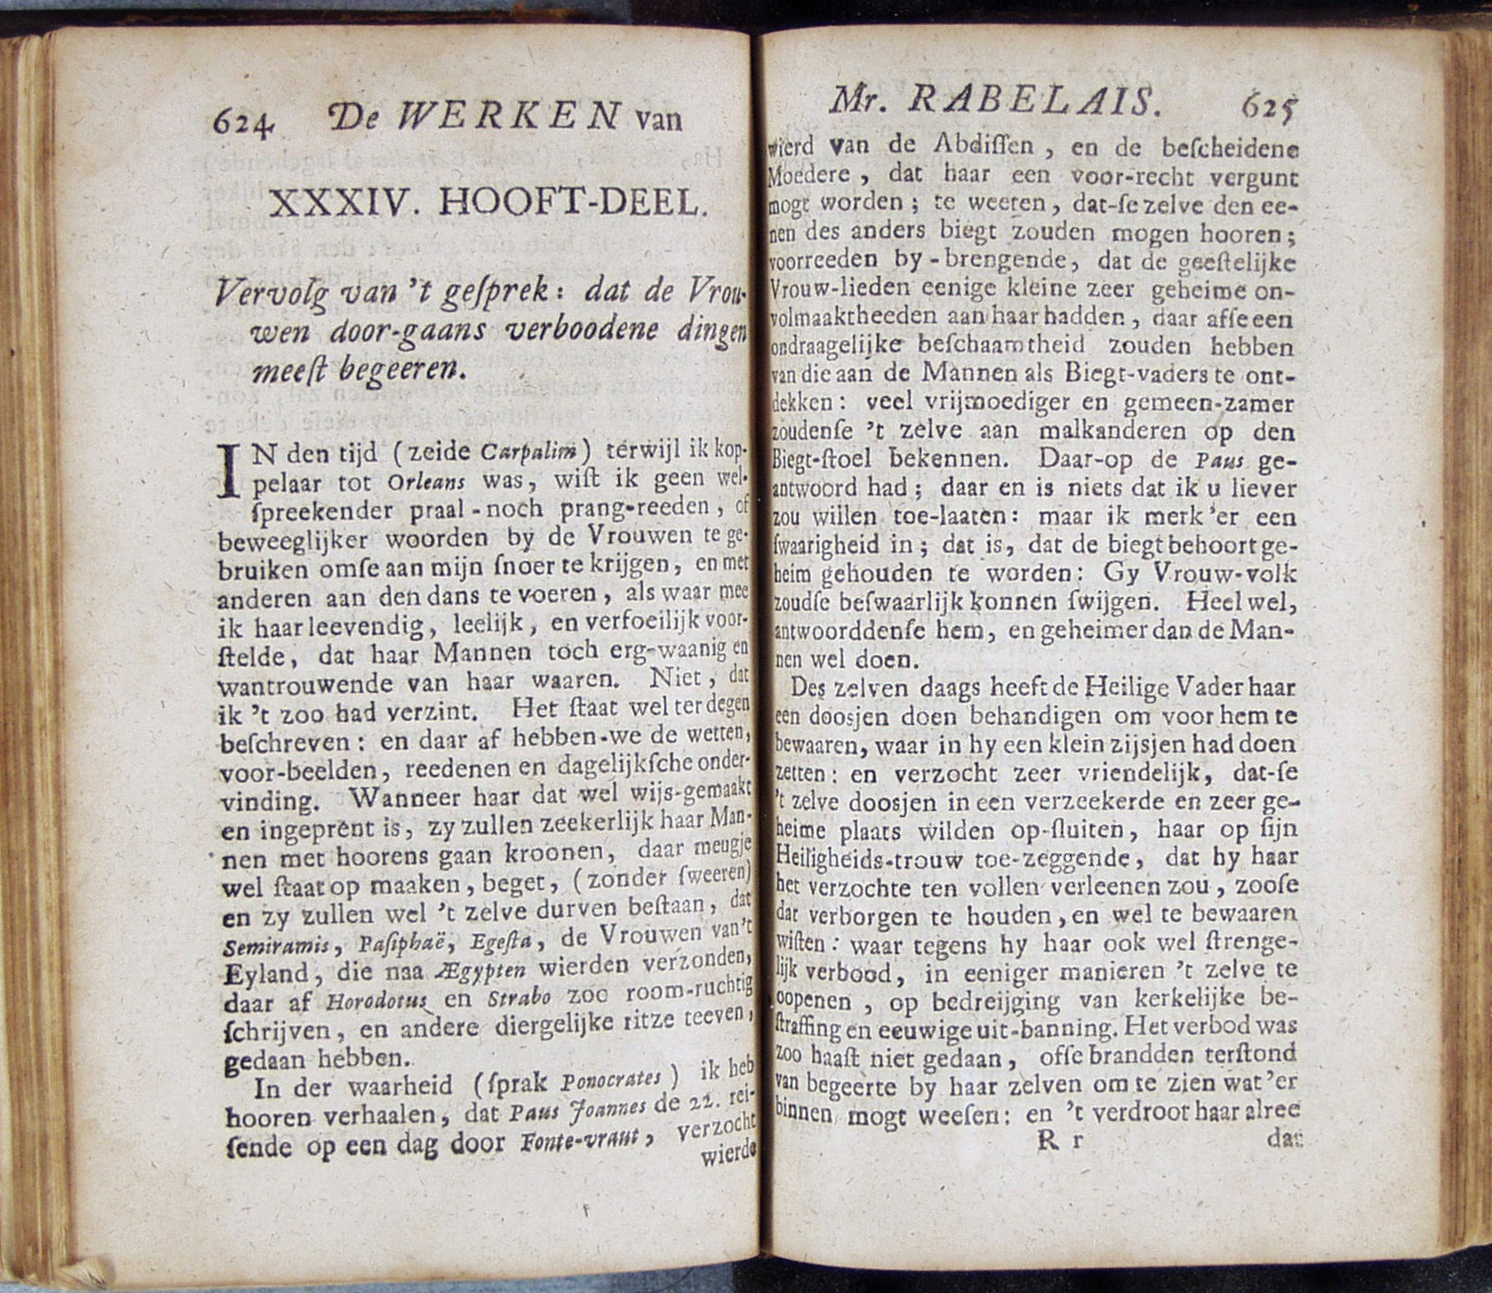 624 De WERKEN van
XXXIV. HOOFT-DEEL.
Vervolg van 't geſprek: dat de Vrou-
wen door-gaans verboodene dingen
meeſt begeeren.
IN den tijd (zeide Carpalim) terwijl ik kop-
pelaar tot Orleans was, wiſt ik geen wel-
ſpreekender praal-noch prang-reeden, of
beweeglijker woorden by de Vrouwen te ge-
bruiken omſe aan mijn ſnoer te krijgen, en met
anderen aan den dans te voeren, als waar mee
ik haar leevendig, leelijk, en verfoeilijk voor-
ſtelde, dat haar Mannen toch erg-waanig en
wantrouwende van haar waaren. Niet, dat
ik 't zoo had verzint. Het ſtaat wel ter degen
beſchreven: en daar af hebben-we de wetten,
voor-beelden, reedenen en dagelijkſche onder-
vinding. Wanneer haar dat wel wijs-gemaakt
en ingeprent is, zy zullen zeekerlijk haar Man-
nen met hoorens gaan kroonen, daar meugje
wel ſtaat op maaken, beget, (zonder ſweeren)
en zy zullen wel 't zelve durven beſtaan, dat
Semiramis, Paſiphaë, Egeſta, de Vrouwen van't
Eyland, die naa Ægypten wierden verzonden,
daar af Horodotus en Strabo zoo room-ruchtig
ſchrijven, en andere diergelijke ritze teeven,
gedaan hebben.
In der waarheid (ſprak Ponocrates) ik heb
hooren verhaalen, dat Paus Joannes de 22. rei-
ſende op een dag door Fonte-vraut, verzocht
wierde
Mr. RABELAIS. 625
wierd van de Abdiſſen, en de beſcheidene
Moedere, dat haar een voor-recht vergunt
mogt worden; te weeten, dat-ſe zelve den ee-
nen des anders biegt zouden mogen hooren;
voorreeden by-brengende, dat de geeſtelijke
Vrouw-lieden eenige kleine zeer geheime on-
volmaaktheeden aan haar hadden, daar afſe een
ondraagelijke beſchaamtheid zouden hebben
van die aan de Mannen als Biegt-vaders te ont-
dekken: veel vrijmoediger en gemeen-zamer
zoudenſe 't zelve aan malkanderen op den
Biegt-ſtoel bekennen. Daar-op de Paus ge-
antwoord had; daar en is niets dat ik u liever
zou willen toe-laaten: maar ik merk 'er een
ſwaarigheid in; dat is, dat de biegt behoort ge-
heim gehouden te worden: Gy Vrouw-volk
zoudſe beſwaarlijk konnen ſwijgen. Heel wel,
antwoorddenſe hem, en geheimer dan de Man-
nen wel doen.
Des zelven daags heeft de Heilige Vader haar
een doosjen doen behandigen om voor hem te
bewaaren, waar in hy een klein zijsjen had doen
zetten: en verzocht zeer vriendelijk, dat-ſe
't zelve doosjen in een verzeekerde en zeer ge-
heime plaats wilden op-ſluiten, haar op ſijn
Heiligheids-trouw toe-zeggende, dat hy haar
het verzochte ten vollen verleenen zou, zooſe
dat verborgen te houden, en wel te bewaaren
wiſten: waar tegens hy haar ook wel ſtrenge-
lijk verbood, in eeniger manieren 't zelve te
oopenen, op bedreijging van kerkelijke be-
ſtraffing en eeuwige uit-banning. Het verbod was
zoo haaſt niet gedaan, ofſe brandden terſtond
van begeerte by haar zelven om te zien wat 'er
binnen mogt weeſen: en 't verdroot haar alree
R r dat